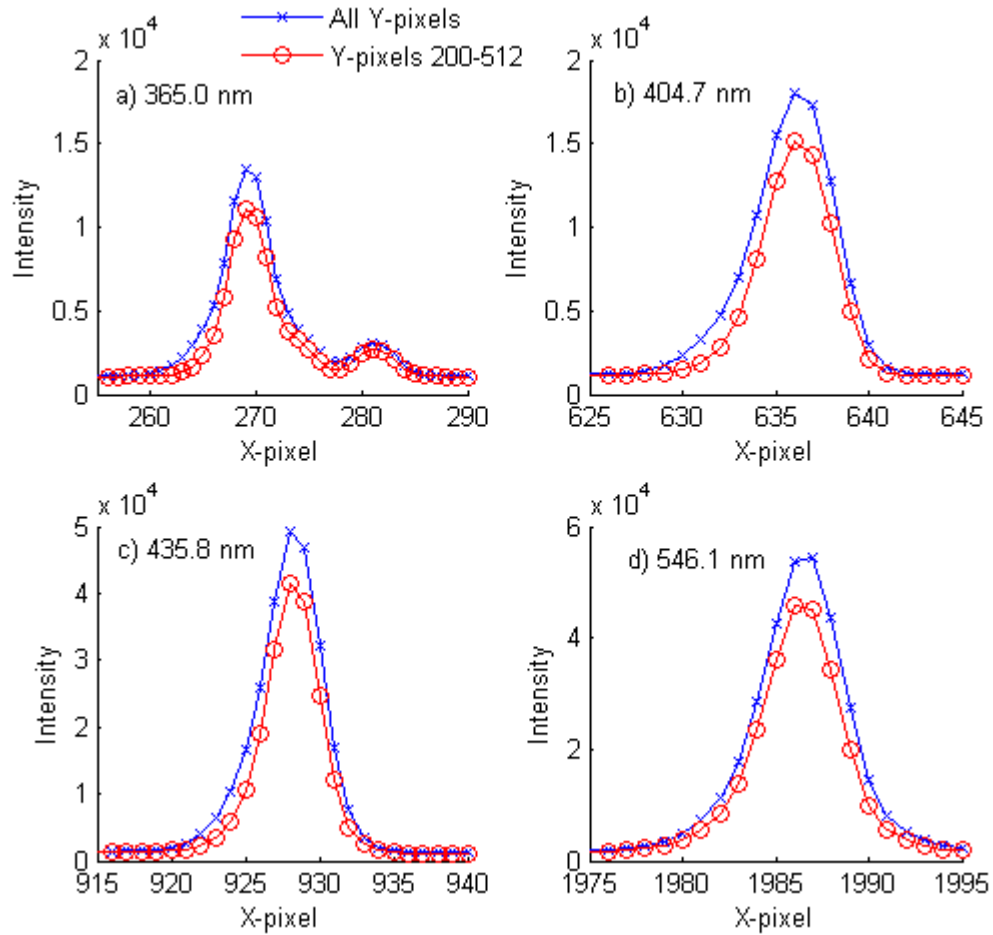 All Y-pixels
Y-pixels 200-512
x 10^4
a) 365.0 nm
Intensity
2
1.5
1
0.5
0
260 270 280 290
X-pixel
x 10^4
b) 404.7 nm
Intensity
2
1.5
1
0.5
0
625 630 635 640 645
X-pixel
x 10^4
c) 435.8 nm
Intensity
5
4
3
2
1
0
915 920 925 930 935 940
X-pixel
x 10^4
d) 546.1 nm
Intensity
6
4
2
0
1975 1980 1985 1990 1995
X-pixel